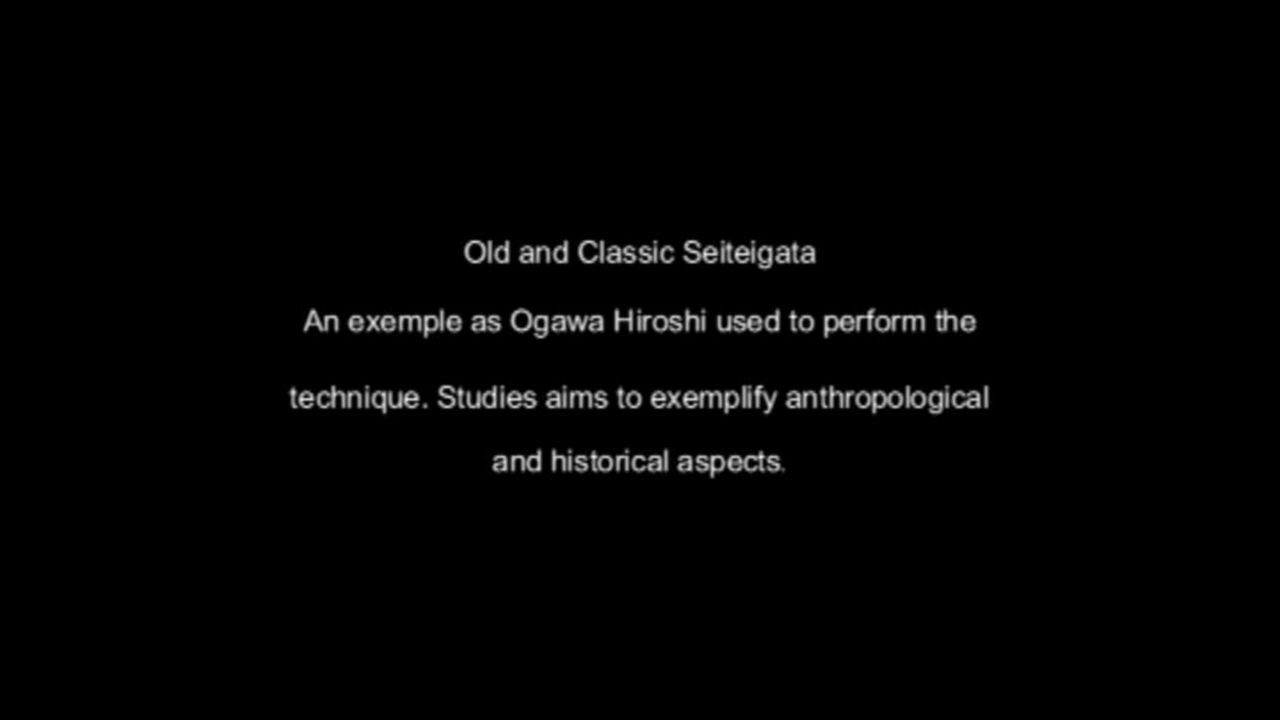 Old and Classic Seiteigata
An exemple as Ogawa Hiroshi used to perform the
technique. Studies aims to exemplify anthropological
and historical aspects.